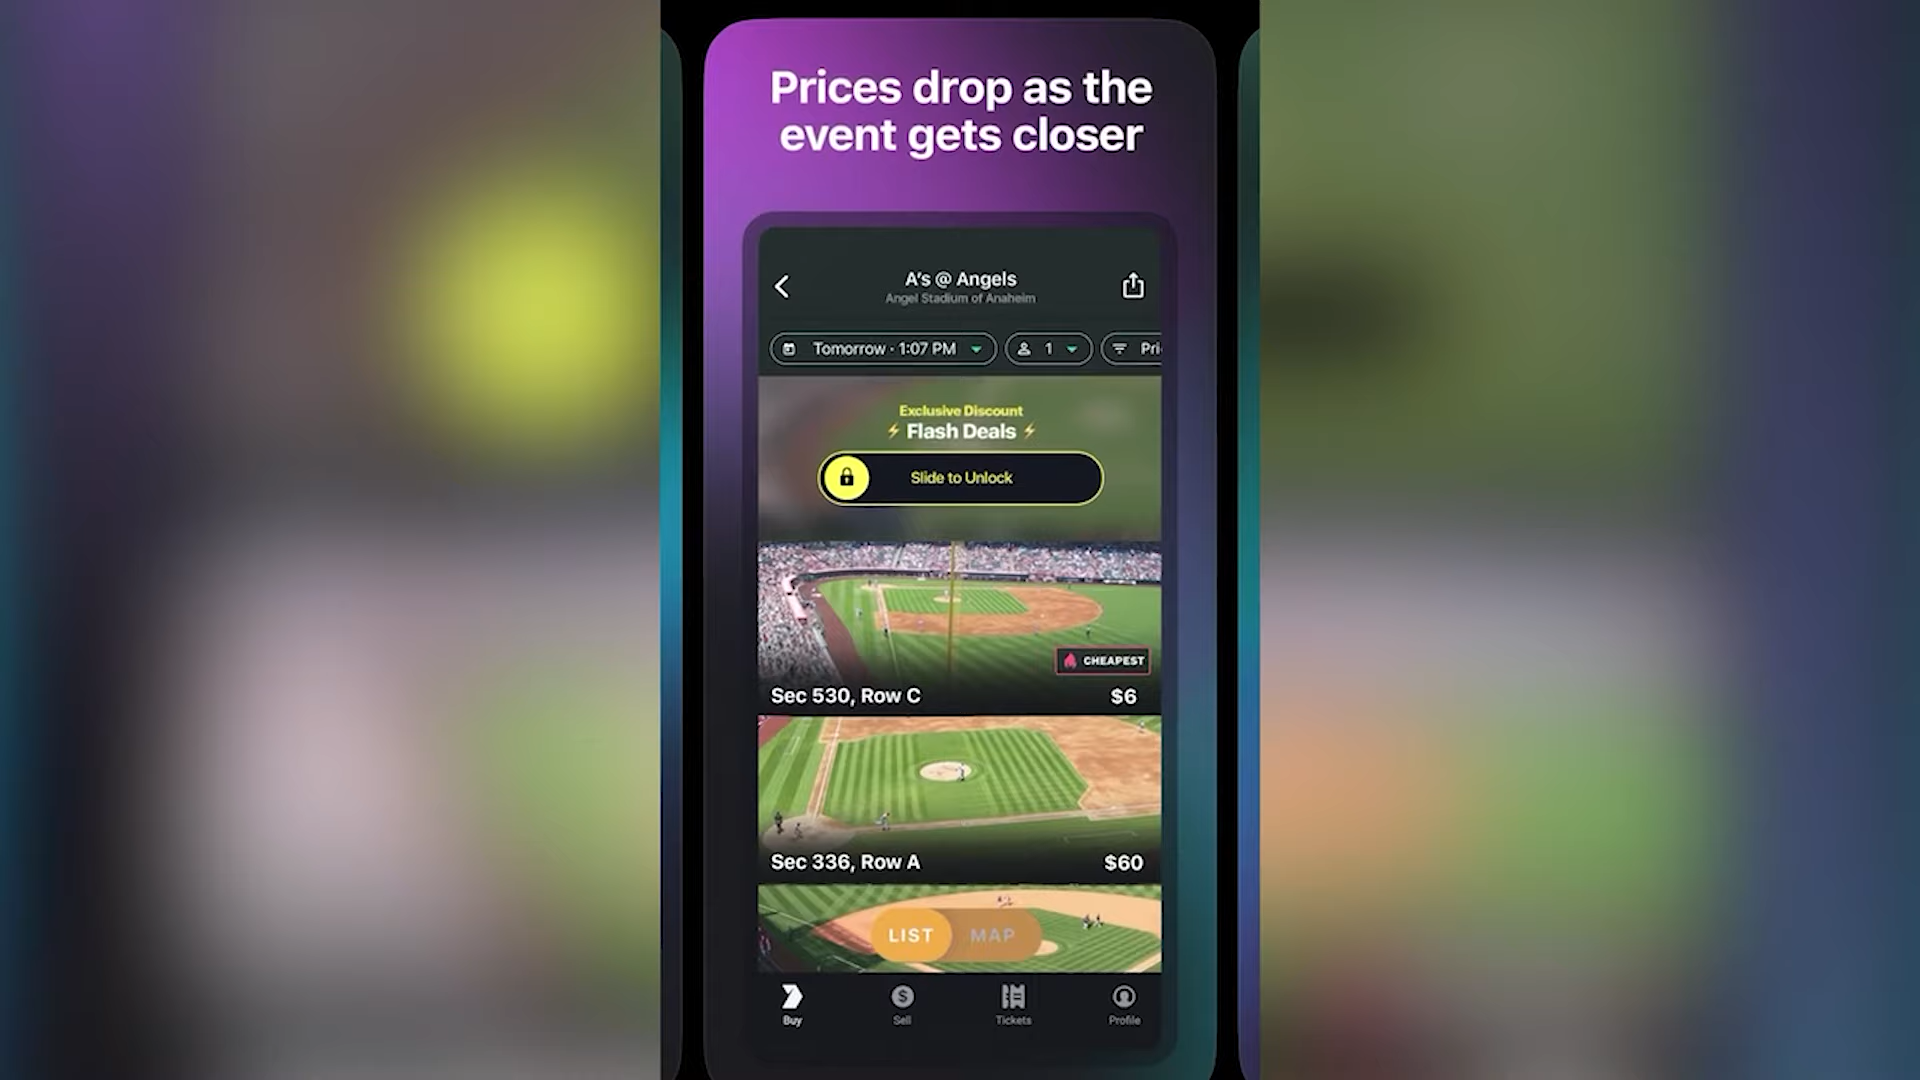 Prices drop as the
event gets closer
A's @ Angels
Angel Stadium of Anaheim
Tomorrow · 1:07 PM
1
Pri
Exclusive Discount
⚡ Flash Deals ⚡
Slide to Unlock
CHEAPEST
Sec 530, Row C
$6
Sec 336, Row A
$60
LIST
MAP
Buy
Sell
Tickets
Profile